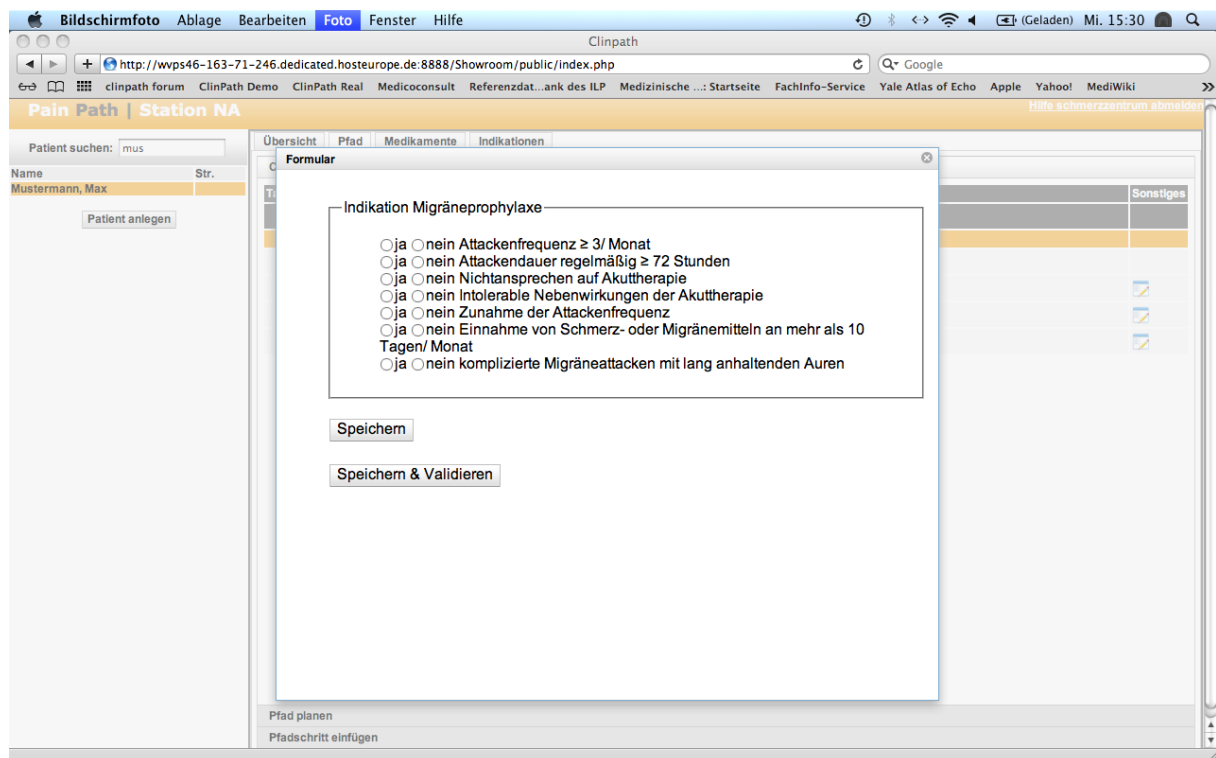 Bildschirmfoto Ablage Bearbeiten Foto Fenster Hilfe (Geladen) Mi. 15:30
Clinpath
http://wvps46-163-71-246.dedicated.hosteurope.de:8888/Showroom/public/index.php Google
clinpath forum ClinPath Demo ClinPath Real Medicoconsult Referenzdat...ank des ILP Medizinische ...: Startseite FachInfo-Service Yale Atlas of Echo Apple Yahoo! MediWiki
Pain Path | Station NA Hilfe schmerzzentrum abmelden
Patient suchen: mus
Name Str.
Mustermann, Max
Patient anlegen
Übersicht Pfad Medikamente Indikationen
Formular
Sonstiges
Indikation Migräneprophylaxe
ja nein Attackenfrequenz ≥ 3/ Monat
ja nein Attackendauer regelmäßig ≥ 72 Stunden
ja nein Nichtansprechen auf Akuttherapie
ja nein Intolerable Nebenwirkungen der Akuttherapie
ja nein Zunahme der Attackenfrequenz
ja nein Einnahme von Schmerz- oder Migränemitteln an mehr als 10
Tagen/ Monat
ja nein komplizierte Migräneattacken mit lang anhaltenden Auren
Speichern
Speichern & Validieren
Pfad planen
Pfadschritt einfügen